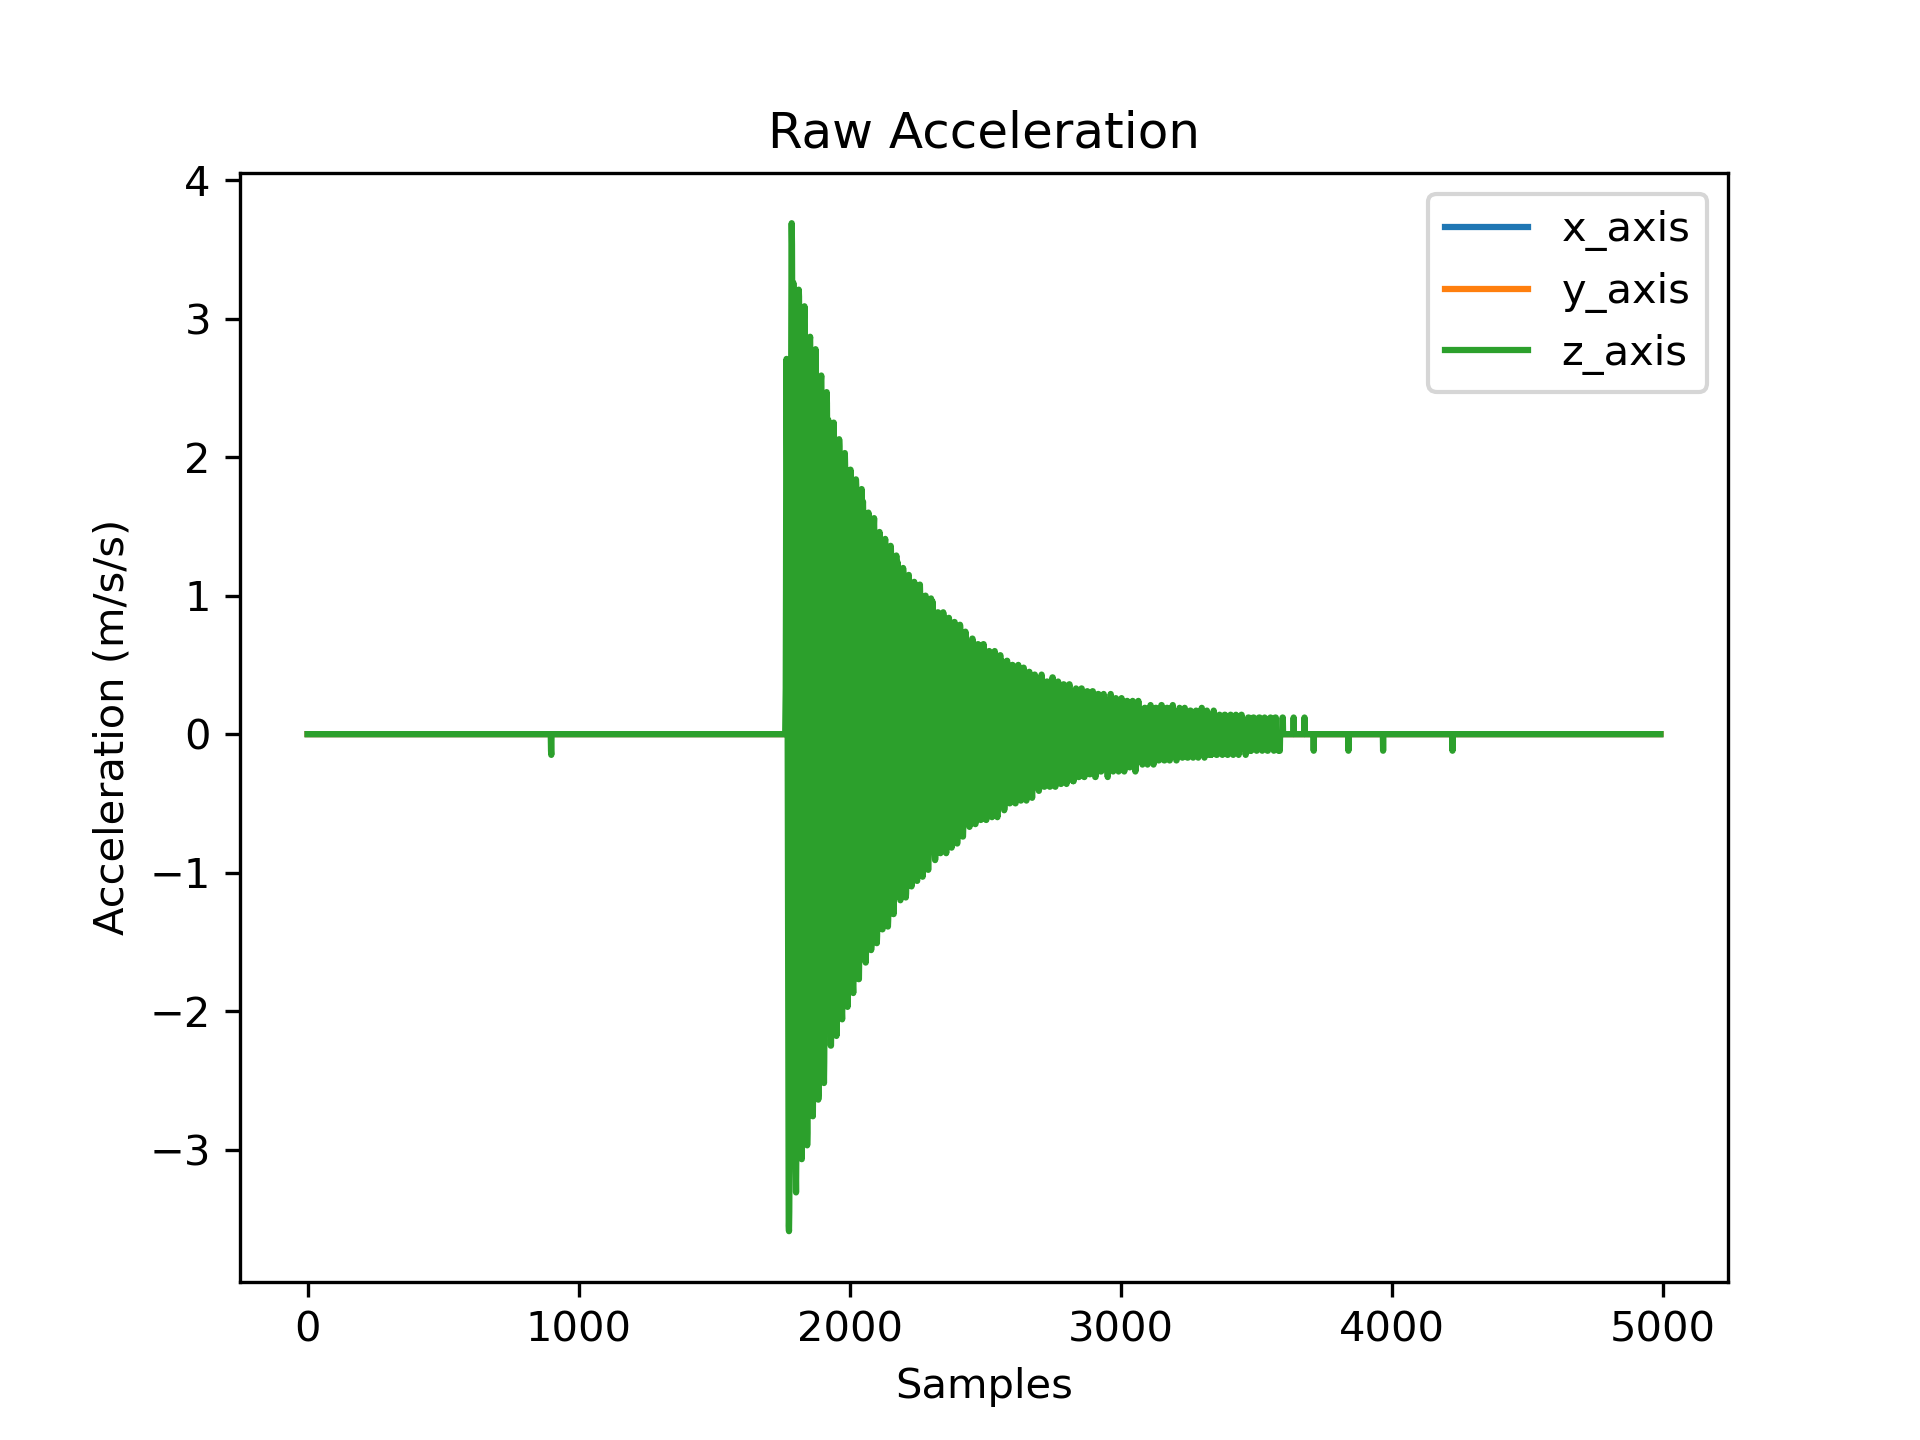 Raw Acceleration
x_axis
y_axis
z_axis
4
3
2
1
0
−1
−2
−3
Acceleration (m/s/s)
0 1000 2000 3000 4000 5000
Samples